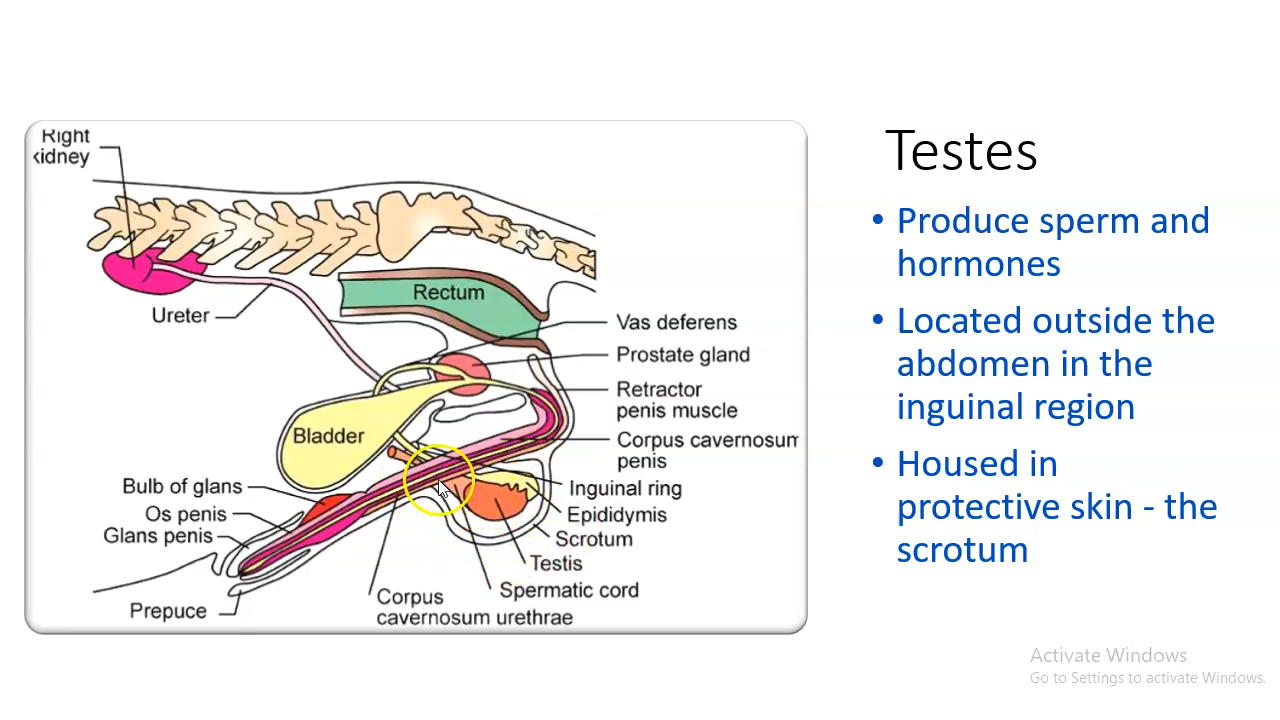 Right
kidney
Ureter
Rectum
Vas deferens
Prostate gland
Retractor
penis muscle
Corpus cavernosum
penis
Bladder
Inguinal ring
Epididymis
Scrotum
Testis
Spermatic cord
Corpus
cavernosum urethrae
Bulb of glans
Os penis
Glans penis
Prepuce
Testes
• Produce sperm and
hormones
• Located outside the
abdomen in the
inguinal region
• Housed in
protective skin - the
scrotum
Activate Windows
Go to Settings to activate Windows.